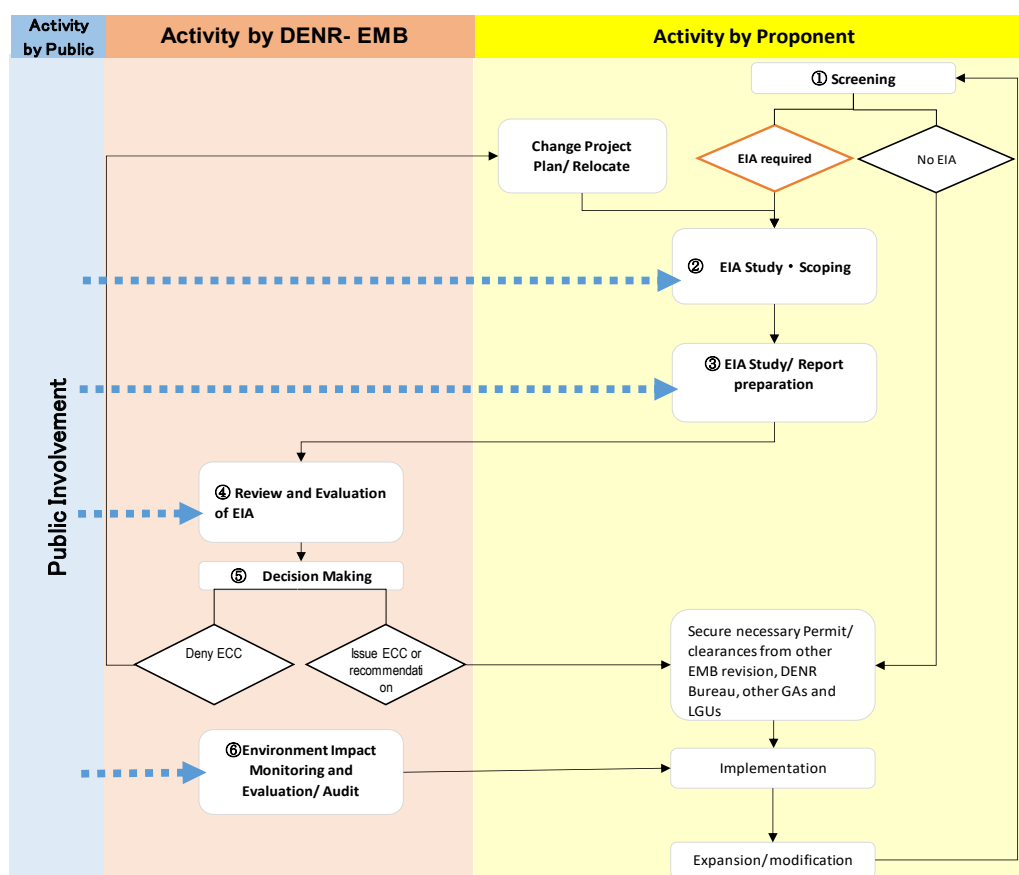 Activity
by Public
Activity by DENR- EMB
Activity by Proponent
① Screening
Change Project
Plan/ Relocate
EIA required
No EIA
② EIA Study・Scoping
③ EIA Study/ Report
preparation
Public Involvement
④ Review and Evaluation
of EIA
⑤ Decision Making
Deny ECC
Issue ECC or
recommendati
on
Secure necessary Permit/
clearances from other
EMB revision, DENR
Bureau, other GAs and
LGUs
⑥Environment Impact
Monitoring and
Evaluation/ Audit
Implementation
Expansion/modification